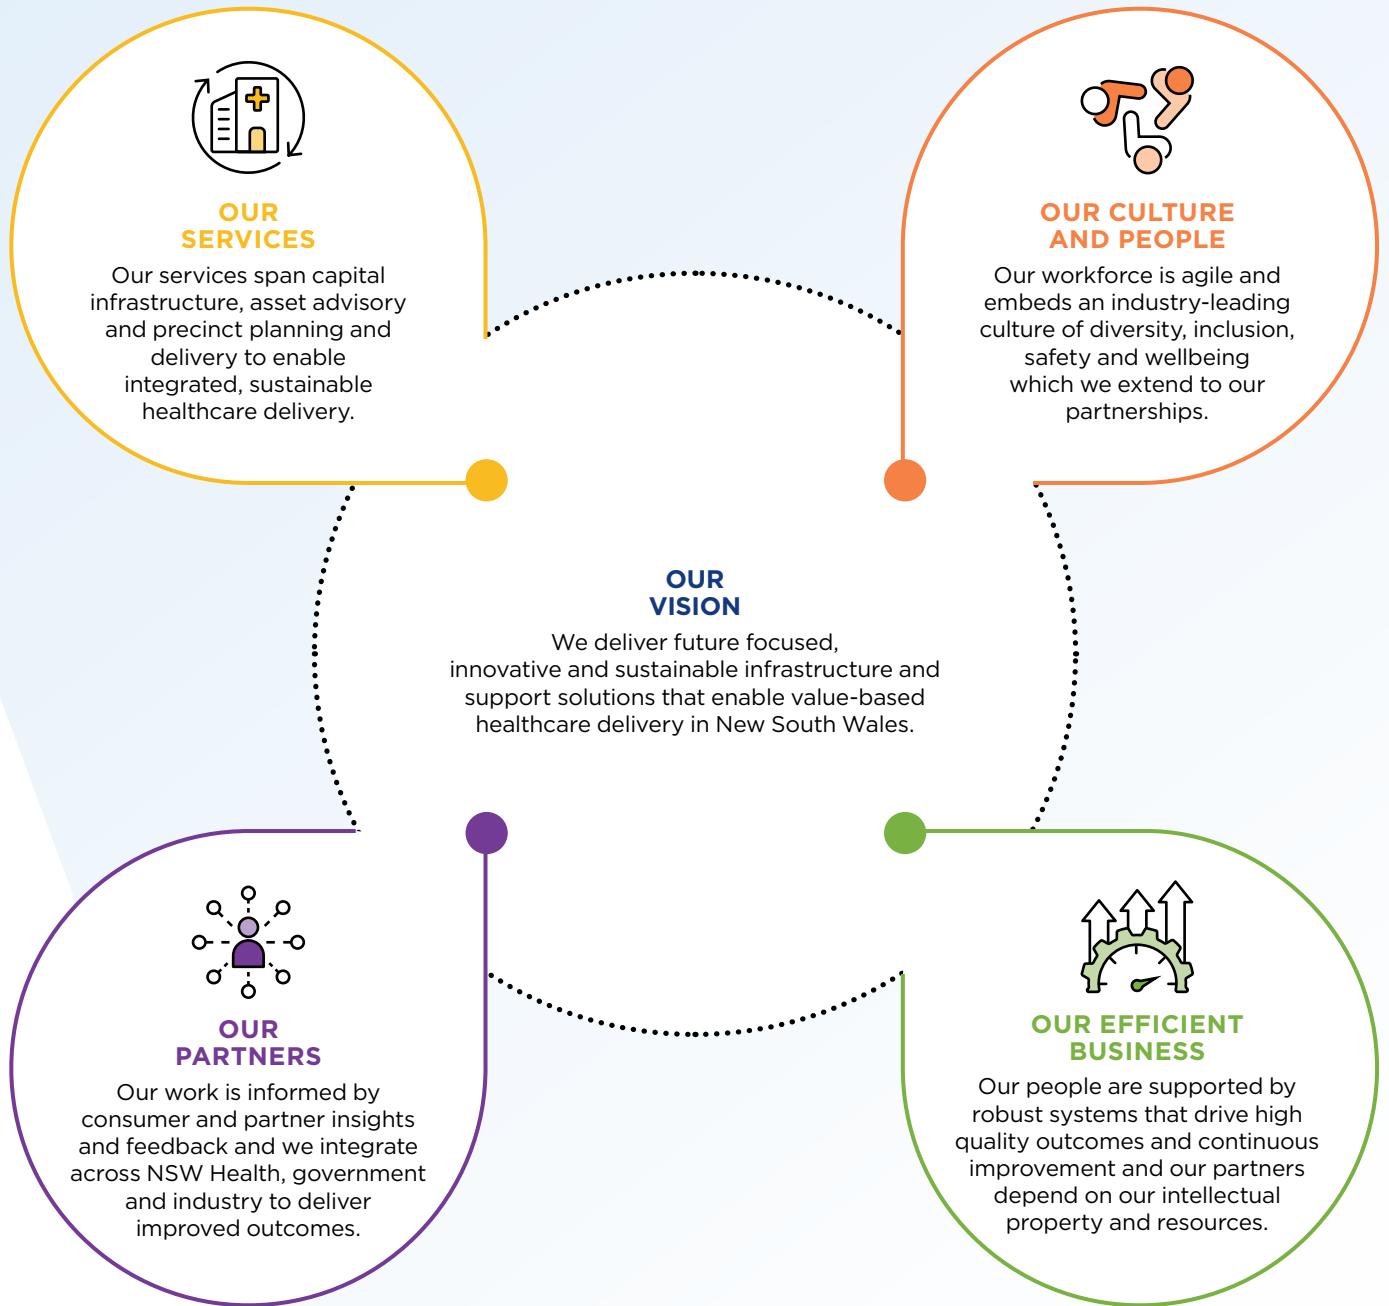 OUR
SERVICES
Our services span capital
infrastructure, asset advisory
and precinct planning and
delivery to enable
integrated, sustainable
healthcare delivery.
OUR CULTURE
AND PEOPLE
Our workforce is agile and
embeds an industry-leading
culture of diversity, inclusion,
safety and wellbeing
which we extend to our
partnerships.
OUR
VISION
We deliver future focused,
innovative and sustainable infrastructure and
support solutions that enable value-based
healthcare delivery in New South Wales.
OUR
PARTNERS
Our work is informed by
consumer and partner insights
and feedback and we integrate
across NSW Health, government
and industry to deliver
improved outcomes.
OUR EFFICIENT
BUSINESS
Our people are supported by
robust systems that drive high
quality outcomes and continuous
improvement and our partners
depend on our intellectual
property and resources.